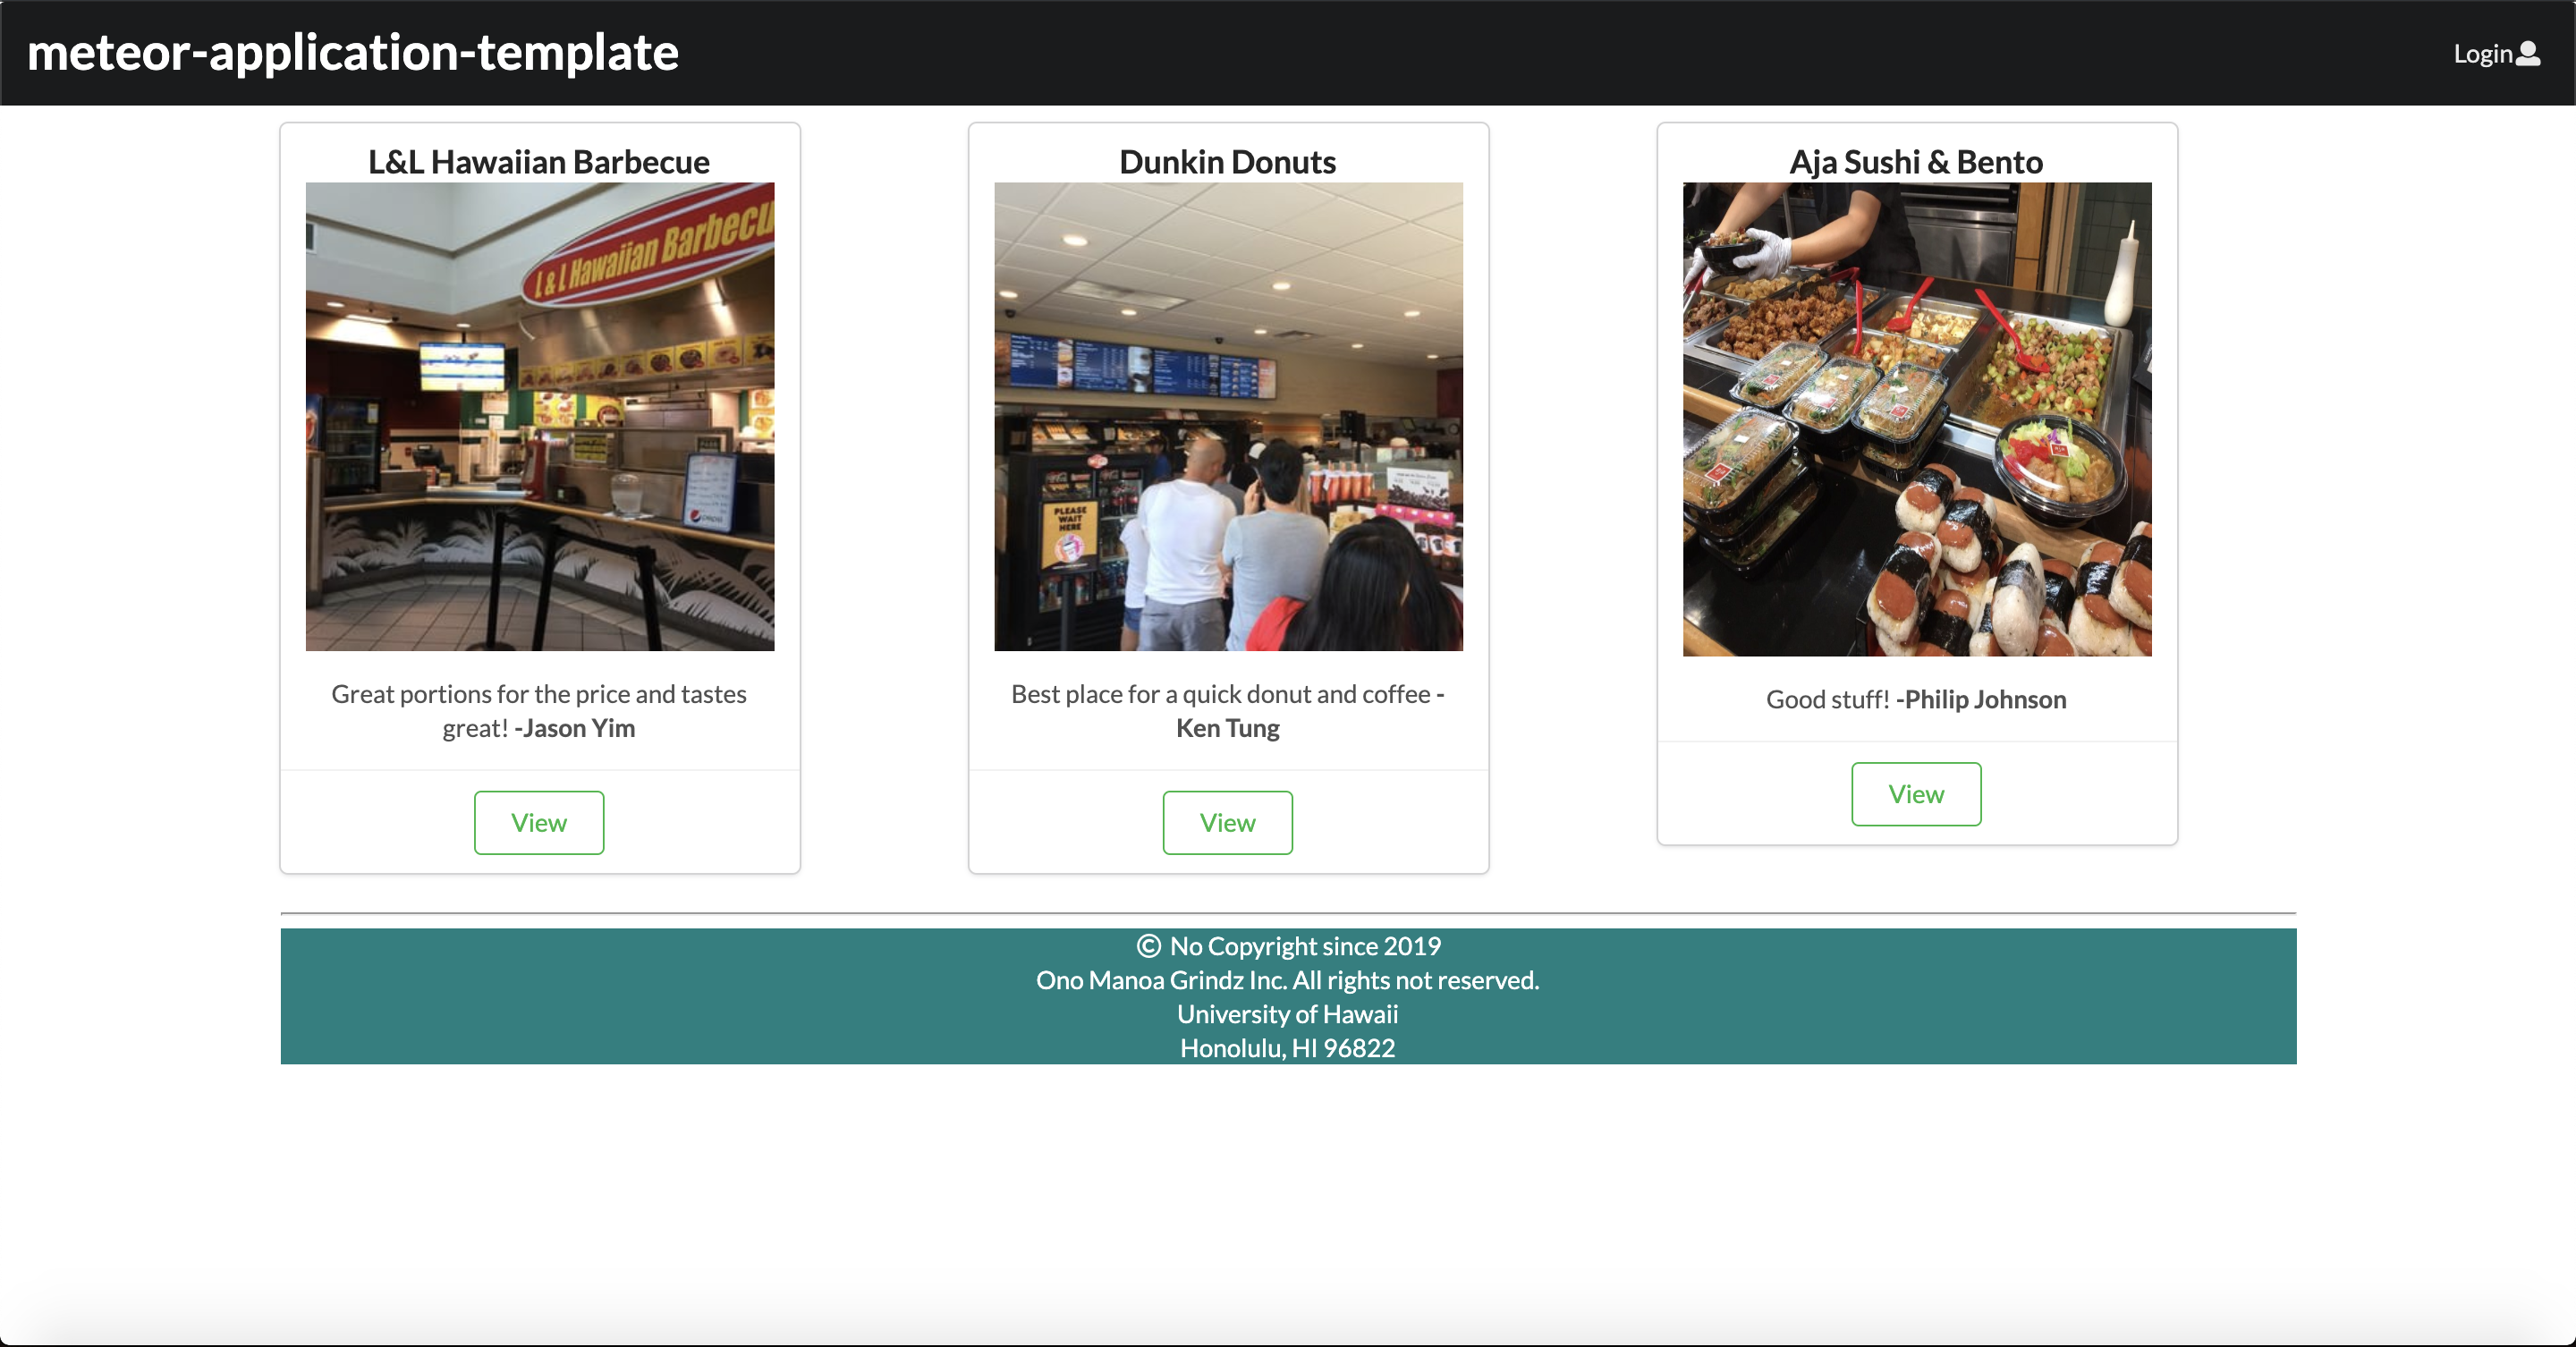 meteor-application-template
Login
L&L Hawaiian Barbecue
L & L Hawaiian Barbecu
Great portions for the price and tastes
great! -Jason Yim
View
Dunkin Donuts
PLEASE
WAIT
HERE
Best place for a quick donut and coffee -
Ken Tung
View
Aja Sushi & Bento
Good stuff! -Philip Johnson
View
© No Copyright since 2019
Ono Manoa Grindz Inc. All rights not reserved.
University of Hawaii
Honolulu, HI 96822